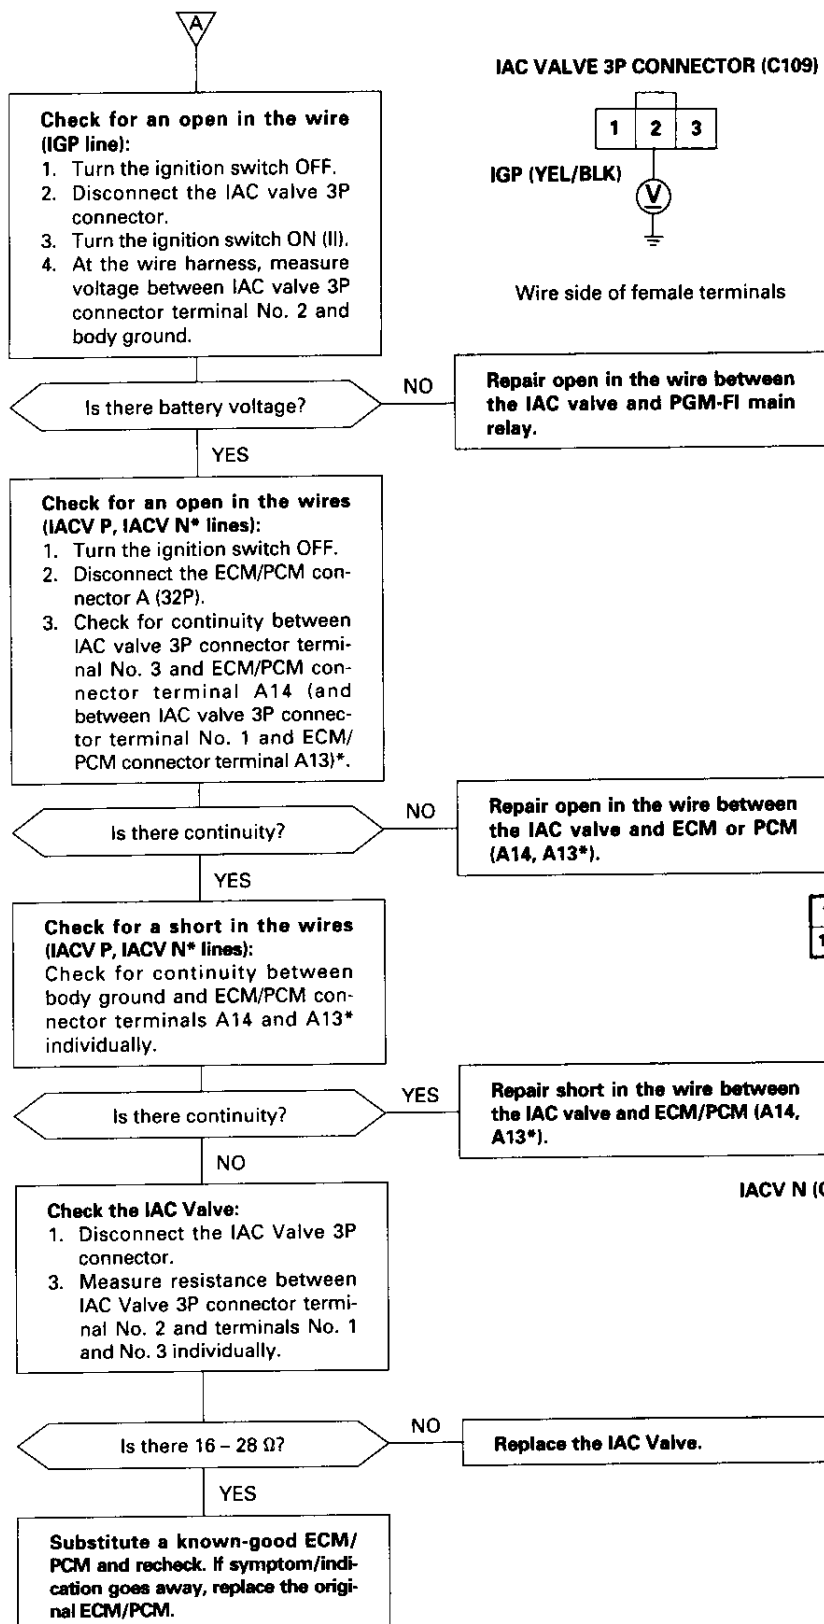 A
IAC VALVE 3P CONNECTOR (C109)
1 2 3
IGP (YEL/BLK)
V
Wire side of female terminals
Check for an open in the wire
(IGP line):
1. Turn the ignition switch OFF.
2. Disconnect the IAC valve 3P
connector.
3. Turn the ignition switch ON (II).
4. At the wire harness, measure
voltage between IAC valve 3P
connector terminal No. 2 and
body ground.
Is there battery voltage?
NO
Repair open in the wire between
the IAC valve and PGM-FI main
relay.
YES
Check for an open in the wires
(IACV P, IACV N* lines):
1. Turn the ignition switch OFF.
2. Disconnect the ECM/PCM con-
nector A (32P).
3. Check for continuity between
IAC valve 3P connector termi-
nal No. 3 and ECM/PCM con-
nector terminal A14 (and
between IAC valve 3P connec-
tor terminal No. 1 and ECM/
PCM connector terminal A13)*.
Is there continuity?
NO
Repair open in the wire between
the IAC valve and ECM or PCM
(A14, A13*).
YES
Check for a short in the wires
(IACV P, IACV N* lines):
Check for continuity between
body ground and ECM/PCM con-
nector terminals A14 and A13*
individually.
Is there continuity?
YES
Repair short in the wire between
the IAC valve and ECM/PCM (A14,
A13*).
NO
IACV N (
Check the IAC Valve:
1. Disconnect the IAC Valve 3P
connector.
3. Measure resistance between
IAC Valve 3P connector termi-
nal No. 2 and terminals No. 1
and No. 3 individually.
Is there 16 – 28 Ω?
NO
Replace the IAC Valve.
YES
Substitute a known-good ECM/
PCM and recheck. If symptom/indi-
cation goes away, replace the origi-
nal ECM/PCM.